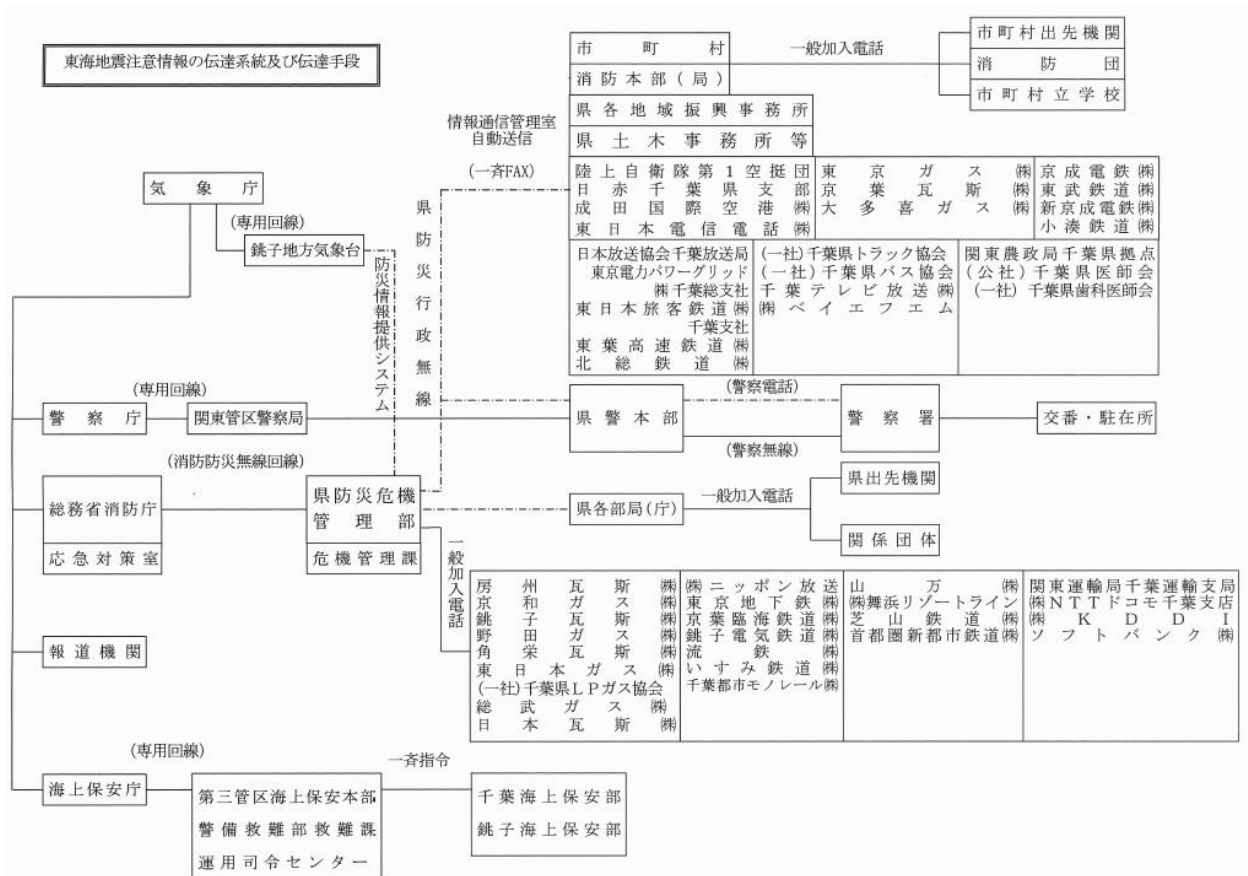 東海地震注意情報の伝達系統及び伝達手段
市町村
消防本部(局)
一般加入電話
市町村出先機関
消防団
市町村立学校
県各地域振興事務所
県土木事務所等
情報通信管理室
自動送信
(一斉FAX)
陸上自衛隊第1空挺団
日赤千葉県支部
成田国際空港㈱
東日本電信電話㈱
東京ガス㈱
京葉瓦斯㈱
大多喜ガス㈱
京成電鉄㈱
東武鉄道㈱
新京成電鉄㈱
小湊鉄道㈱
日本放送協会千葉放送局
東京電力パワーグリッド
㈱千葉総支社
東日本旅客鉄道㈱
千葉支社
東葉高速鉄道㈱
北総鉄道㈱
(一社)千葉県トラック協会
(一社)千葉県バス協会
千葉テレビ放送㈱
㈱ベイエフエム
関東農政局千葉県拠点
(公社)千葉県医師会
(一社)千葉県歯科医師会
気象庁
(専用回線)
銚子地方気象台
防災情報提供システム
県防災行政無線
(専用回線)
警察庁
関東管区警察局
県警本部
(警察電話)
(警察無線)
警察署
交番・駐在所
(消防防災無線回線)
総務省消防庁
応急対策室
県防災危機
管理部
危機管理課
県各部局(庁)
一般加入電話
県出先機関
関係団体
一般加入電話
房州瓦斯㈱
京和ガス㈱
銚子瓦斯㈱
野田ガス㈱
角栄瓦斯㈱
東日本ガス㈱
(一社)千葉県LPガス協会
総武ガス㈱
日本瓦斯㈱
㈱ニッポン放送
東京地下鉄㈱
京葉臨海鉄道㈱
銚子電気鉄道㈱
流鉄㈱
いすみ鉄道㈱
千葉都市モノレール㈱
山万㈱
㈱舞浜リゾートライン
芝山鉄道㈱
首都圏新都市鉄道㈱
関東運輸局千葉運輸支局
㈱NTTドコモ千葉支店
㈱KDDI
ソフトバンク㈱
報道機関
(専用回線)
海上保安庁
第三管区海上保安本部
警備救難部救難課
運用司令センター
一斉指令
千葉海上保安部
銚子海上保安部